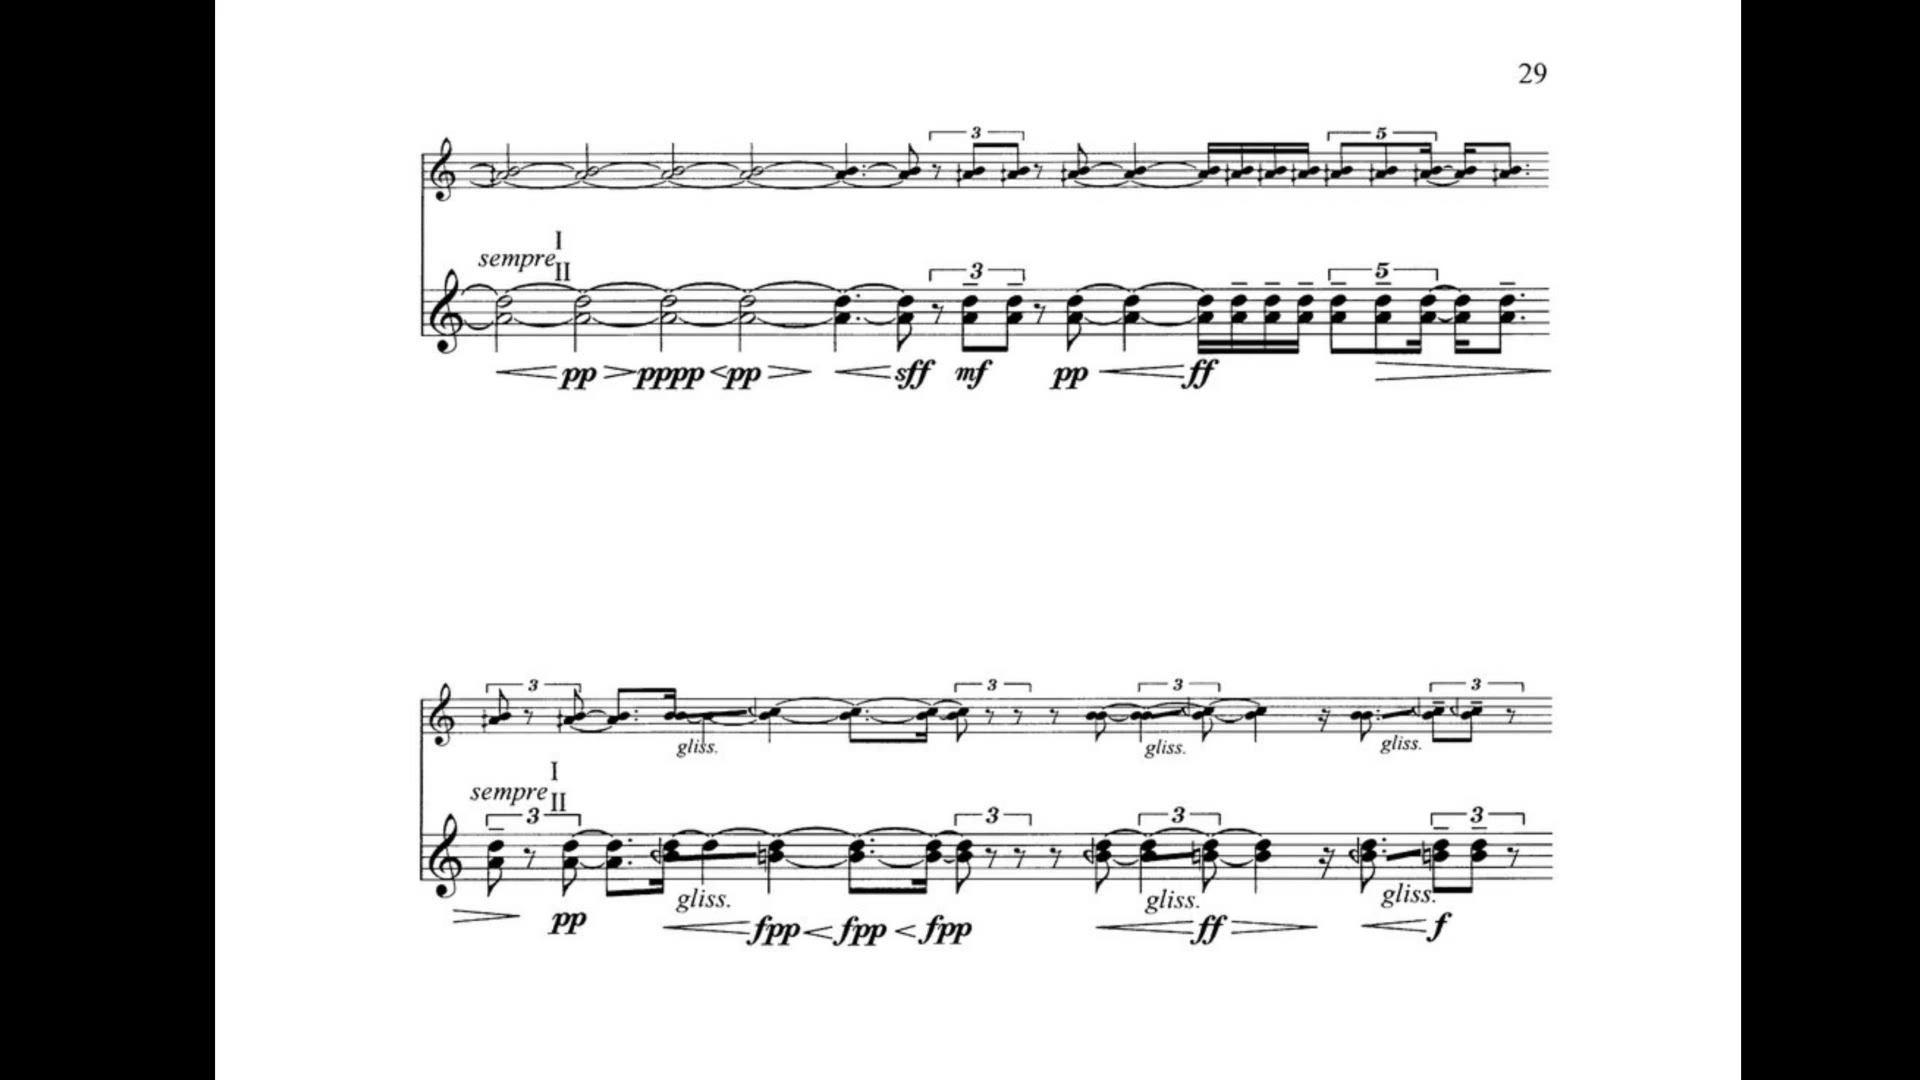 29
3 5
I
sempre II
3 5
pp pppp pp sff mf pp ff
3 3 3 3
gliss. gliss. gliss.
I
sempre II
3 3 3 3
gliss. gliss. gliss.
pp fpp fpp fpp ff f